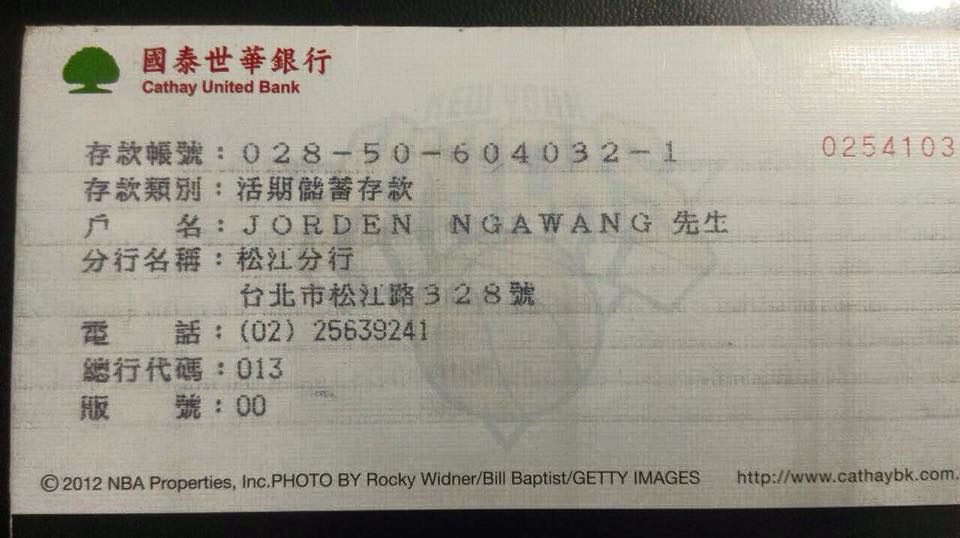 國泰世華銀行
Cathay United Bank
存款帳號：028-50-604032-1
0254103
存款類別：活期儲蓄存款
戶名：JORDEN NGAWANG 先生
分行名稱：松江分行
台北市松江路328號
電話：(02) 25639241
總行代碼：013
版號：00
NEW YORK
©2012 NBA Properties, Inc.PHOTO BY Rocky Widner/Bill Baptist/GETTY IMAGES
http://www.cathaybk.com.